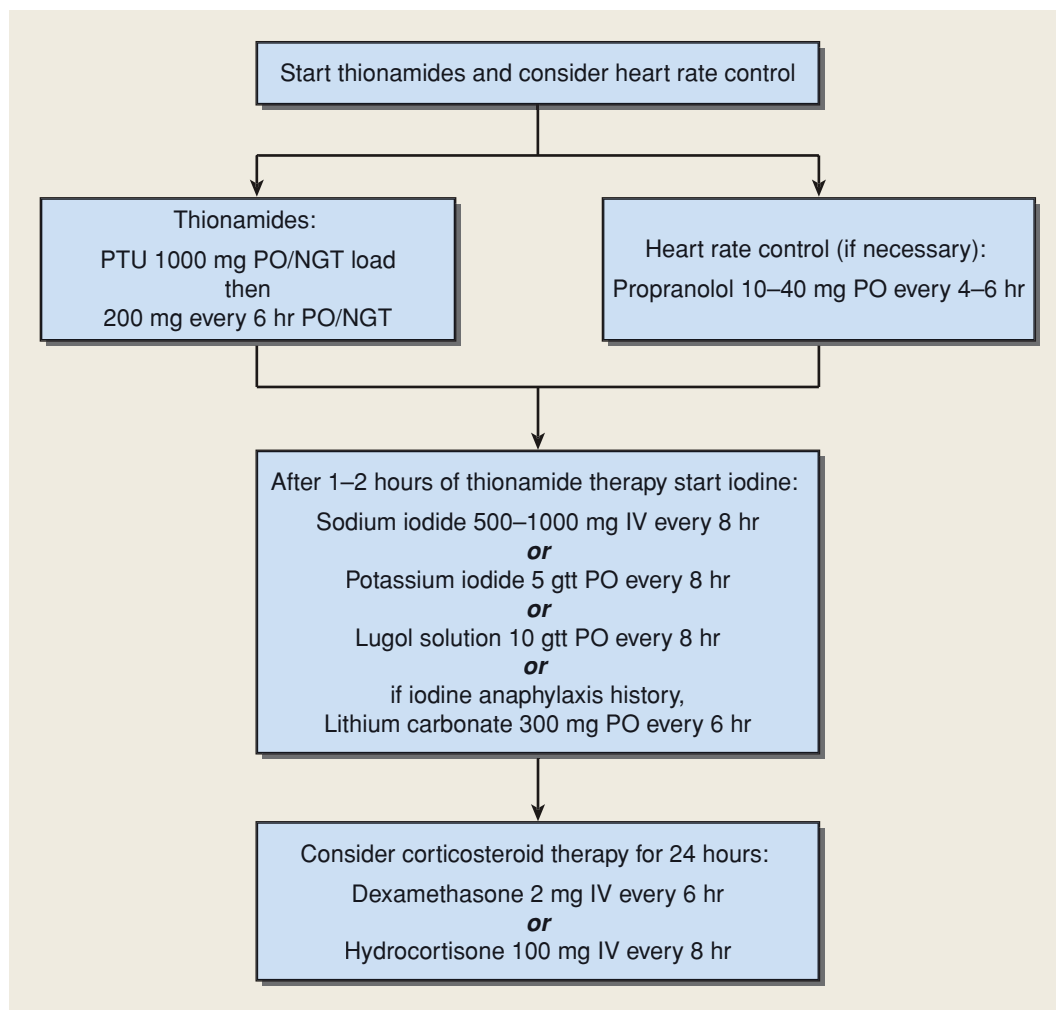 Start thionamides and consider heart rate control
Thionamides:
PTU 1000 mg PO/NGT load
then
200 mg every 6 hr PO/NGT
Heart rate control (if necessary):
Propranolol 10–40 mg PO every 4–6 hr
After 1–2 hours of thionamide therapy start iodine:
Sodium iodide 500–1000 mg IV every 8 hr
or
Potassium iodide 5 gtt PO every 8 hr
or
Lugol solution 10 gtt PO every 8 hr
or
if iodine anaphylaxis history,
Lithium carbonate 300 mg PO every 6 hr
Consider corticosteroid therapy for 24 hours:
Dexamethasone 2 mg IV every 6 hr
or
Hydrocortisone 100 mg IV every 8 hr